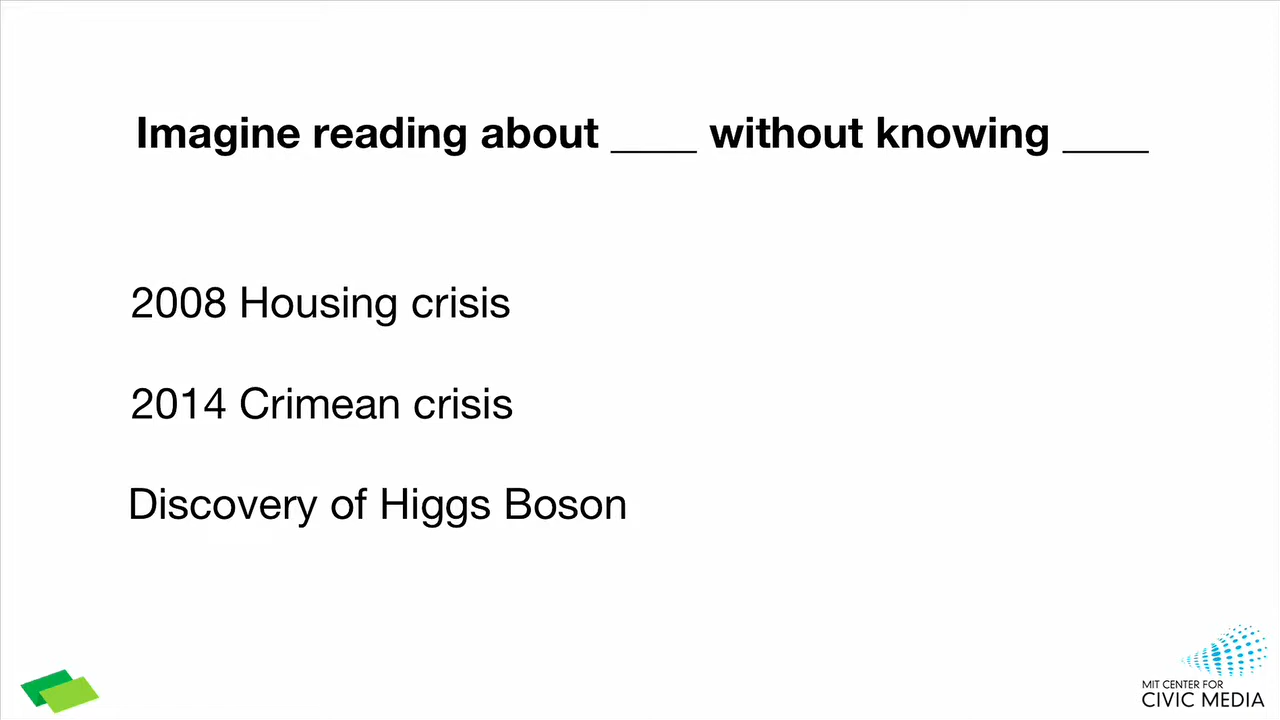 Imagine reading about ____ without knowing ____
2008 Housing crisis
2014 Crimean crisis
Discovery of Higgs Boson
MIT CENTER FOR
CIVIC MEDIA